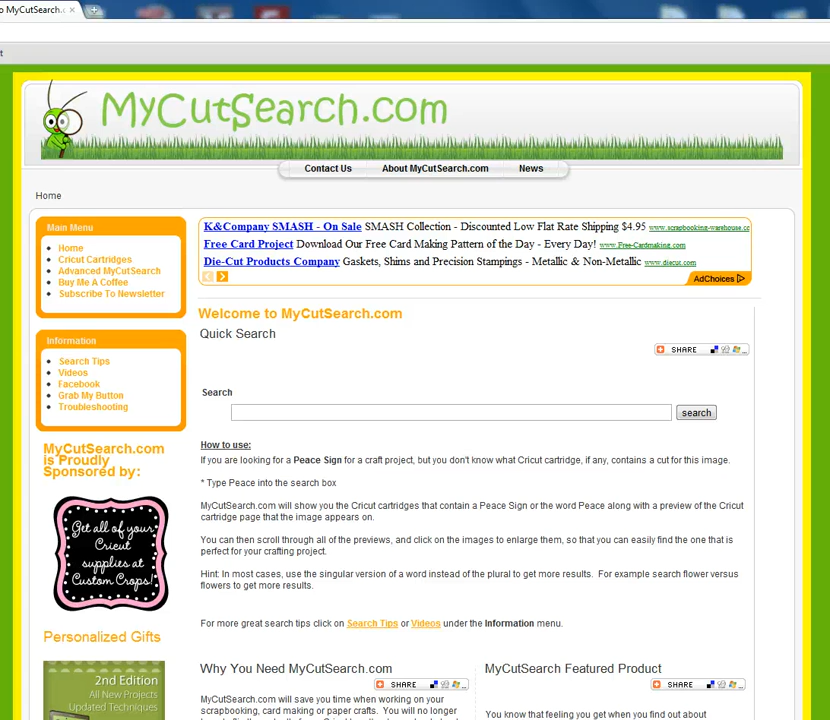 o MyCutSearch.c
t
MyCutSearch.com
Contact Us About MyCutSearch.com News
Home
Main Menu
Home
Cricut Cartridges
Advanced MyCutSearch
Buy Me A Coffee
Subscribe To Newsletter
Information
Search Tips
Videos
Facebook
Grab My Button
Troubleshooting
MyCutSearch.com
is Proudly
Sponsored by:
Get all of your
Cricut
supplies at
Custom Crops!
Personalized Gifts
2nd Edition
All New Projects
Updated Techniques
K&Company SMASH - On Sale SMASH Collection - Discounted Low Flat Rate Shipping $4.95 www.scrapbooking-warehouse.cc
Free Card Project Download Our Free Card Making Pattern of the Day - Every Day! www.Free-Cardmaking.com
Die-Cut Products Company Gaskets, Shims and Precision Stampings - Metallic & Non-Metallic www.diecut.com
AdChoices
Welcome to MyCutSearch.com
Quick Search
SHARE
Search
search
How to use:
If you are looking for a Peace Sign for a craft project, but you don't know what Cricut cartridge, if any, contains a cut for this image.
* Type Peace into the search box
MyCutSearch.com will show you the Cricut cartridges that contain a Peace Sign or the word Peace along with a preview of the Cricut
cartridge page that the image appears on.
You can then scroll through all of the previews, and click on the images to enlarge them, so that you can easily find the one that is
perfect for your crafting project.
Hint: In most cases, use the singular version of a word instead of the plural to get more results. For example search flower versus
flowers to get more results.
For more great search tips click on Search Tips or Videos under the Information menu.
Why You Need MyCutSearch.com
SHARE
MyCutSearch.com will save you time when working on your
scrapbooking, card making or paper crafts. You will no longer
MyCutSearch Featured Product
SHARE
You know that feeling you get when you find out about